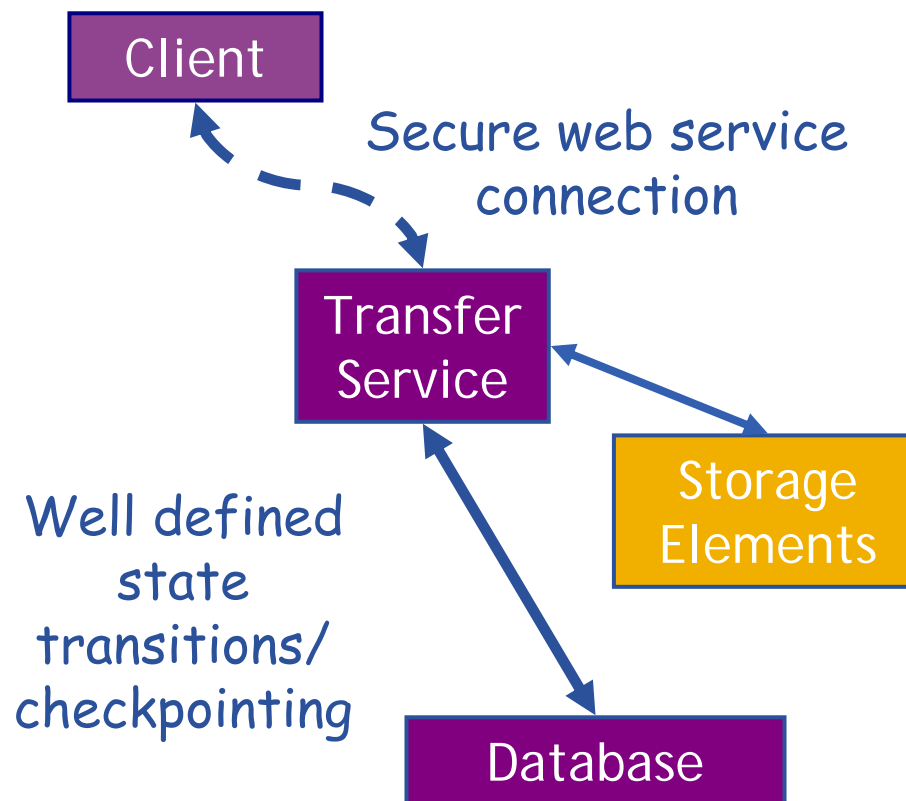 Client
Secure web service
connection
Transfer
Service
Storage
Elements
Well defined
state
transitions/
checkpointing
Database